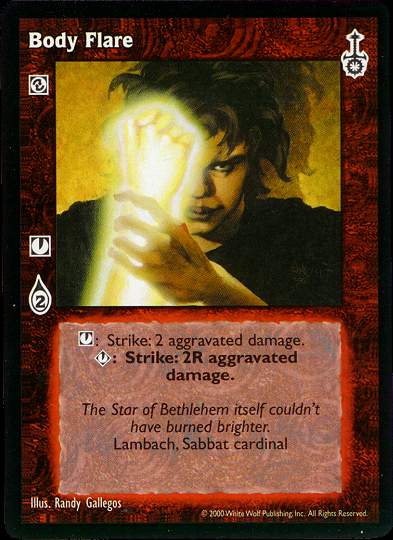 Body Flare
2
: Strike: 2 aggravated damage.
: Strike: 2R aggravated
damage.
The Star of Bethlehem itself couldn't
have burned brighter.
Lambach, Sabbat cardinal
Illus. Randy Gallegos
© 2000 White Wolf Publishing, Inc. All Rights Reserved.